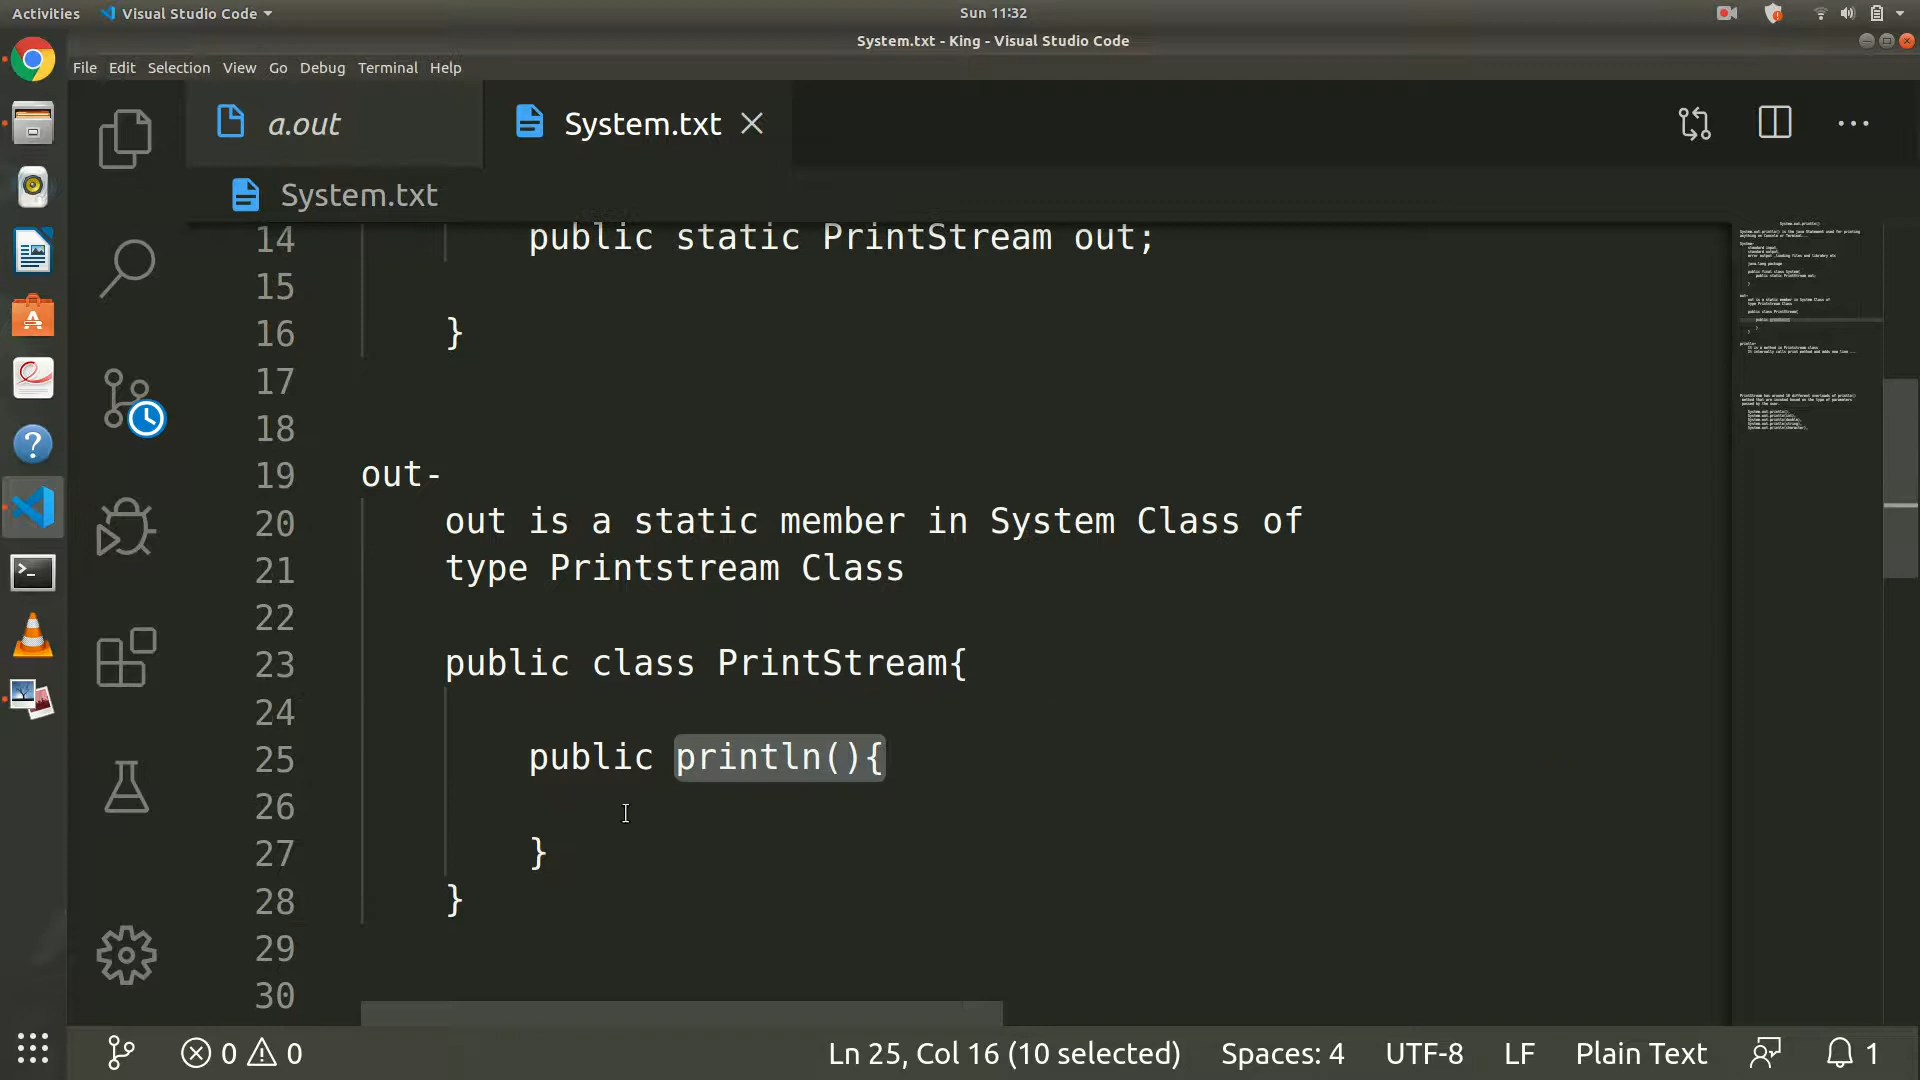 Activities
Visual Studio Code
Sun 11:32
System.txt - King - Visual Studio Code
File Edit Selection View Go Debug Terminal Help
a.out
System.txt
System.txt
14 public static PrintStream out;
15
16 }
17
18
19 out-
20 out is a static member in System Class of
21 type Printstream Class
22
23 public class PrintStream{
24
25 public println(){
26
27 }
28 }
29
30
0 0
Ln 25, Col 16 (10 selected)
Spaces: 4
UTF-8
LF
Plain Text
1